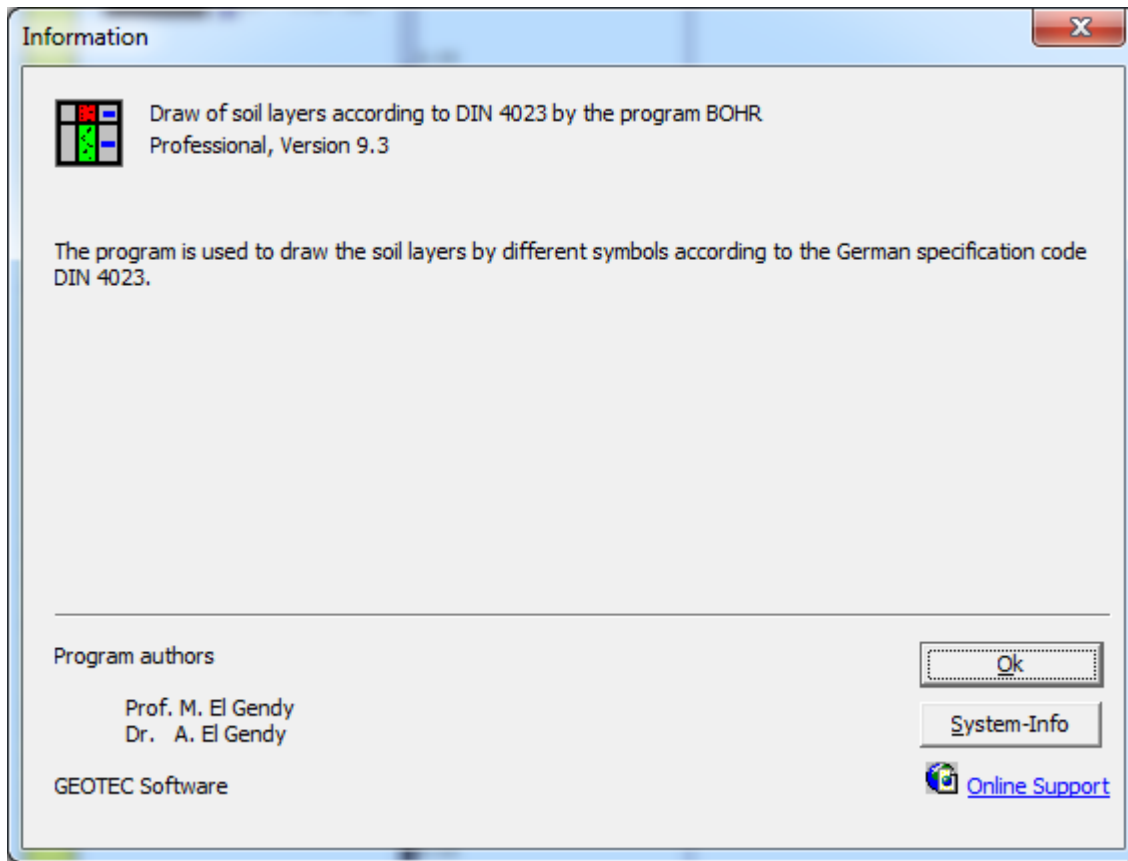 Information
Draw of soil layers according to DIN 4023 by the program BOHR
Professional, Version 9.3
The program is used to draw the soil layers by different symbols according to the German specification code
DIN 4023.
Program authors
Prof. M. El Gendy
Dr. A. El Gendy
GEOTEC Software
Ok
System-Info
Online Support